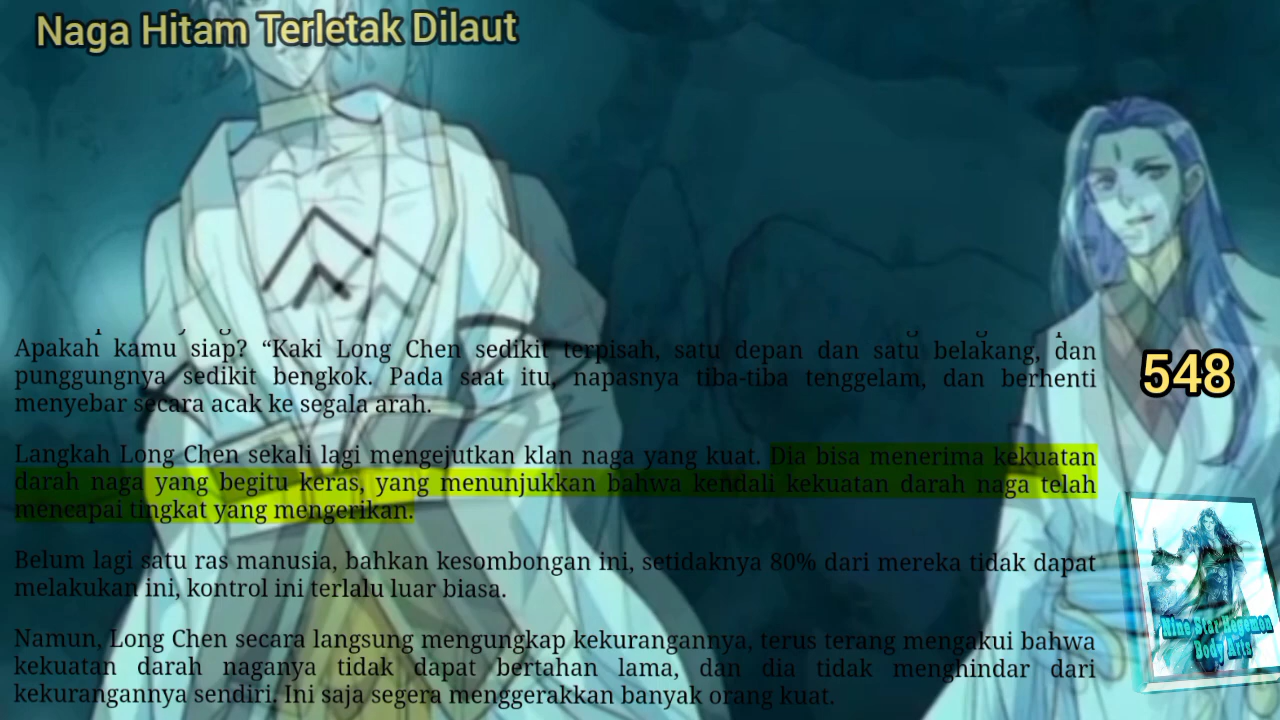 Naga Hitam Terletak Dilaut
Apakah kamu siap? “Kaki Long Chen sedikit terpisah, satu depan dan satu belakang, dan
punggungnya sedikit bengkok. Pada saat itu, napasnya tiba-tiba tenggelam, dan berhenti
menyebar secara acak ke segala arah.
548
Langkah Long Chen sekali lagi mengejutkan klan naga yang kuat. Dia bisa menerima kekuatan
darah naga yang begitu keras, yang menunjukkan bahwa kendali kekuatan darah naga telah
mencapai tingkat yang mengerikan.
Belum lagi satu ras manusia, bahkan kesombongan ini, setidaknya 80% dari mereka tidak dapat
melakukan ini, kontrol ini terlalu luar biasa.
Namun, Long Chen secara langsung mengungkap kekurangannya, terus terang mengakui bahwa
kekuatan darah naganya tidak dapat bertahan lama, dan dia tidak menghindar dari
kekurangannya sendiri. Ini saja segera menggerakkan banyak orang kuat.
Nine Star Hegemon
Body Arts